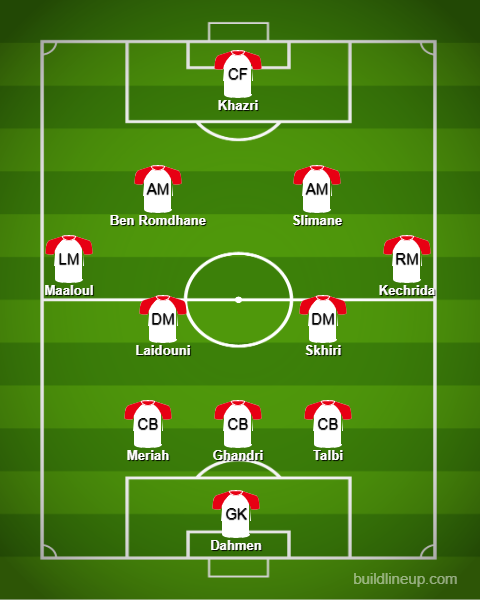 CF
Khazri
AM
AM
Ben Romdhane
Slimane
LM
RM
Maaloul
Kechrida
DM
DM
Laidouni
Skhiri
CB
CB
CB
Meriah
Ghandri
Talbi
GK
Dahmen
buildlineup.com